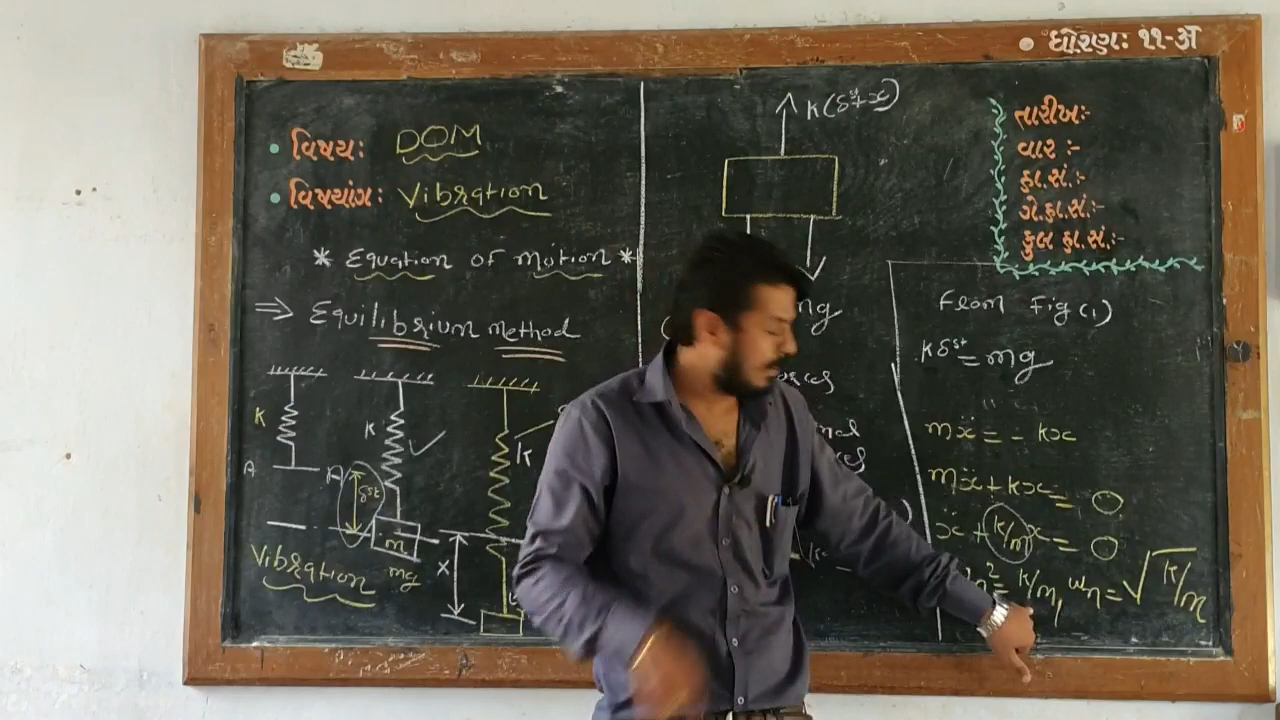 ધોરણઃ ૧૧-અ
વિષયઃ DOM
વિષયાંગઃ Vibration
* Equation of Motion *
⇒ Equilibrium method
K
A
K
A
δst
m
mg
Vibration
K
X
K(δst+x)
mg
તારીખઃ-
વાર :-
હા.સં.:-
ગે.હા.સં.:-
કુલ હા.સં.:-
From Fig (1)
Kδst = mg
mẍ = - Kx
mẍ + Kx = 0
ẍ + (K/m)x = 0
K/m, ωn = √K/m